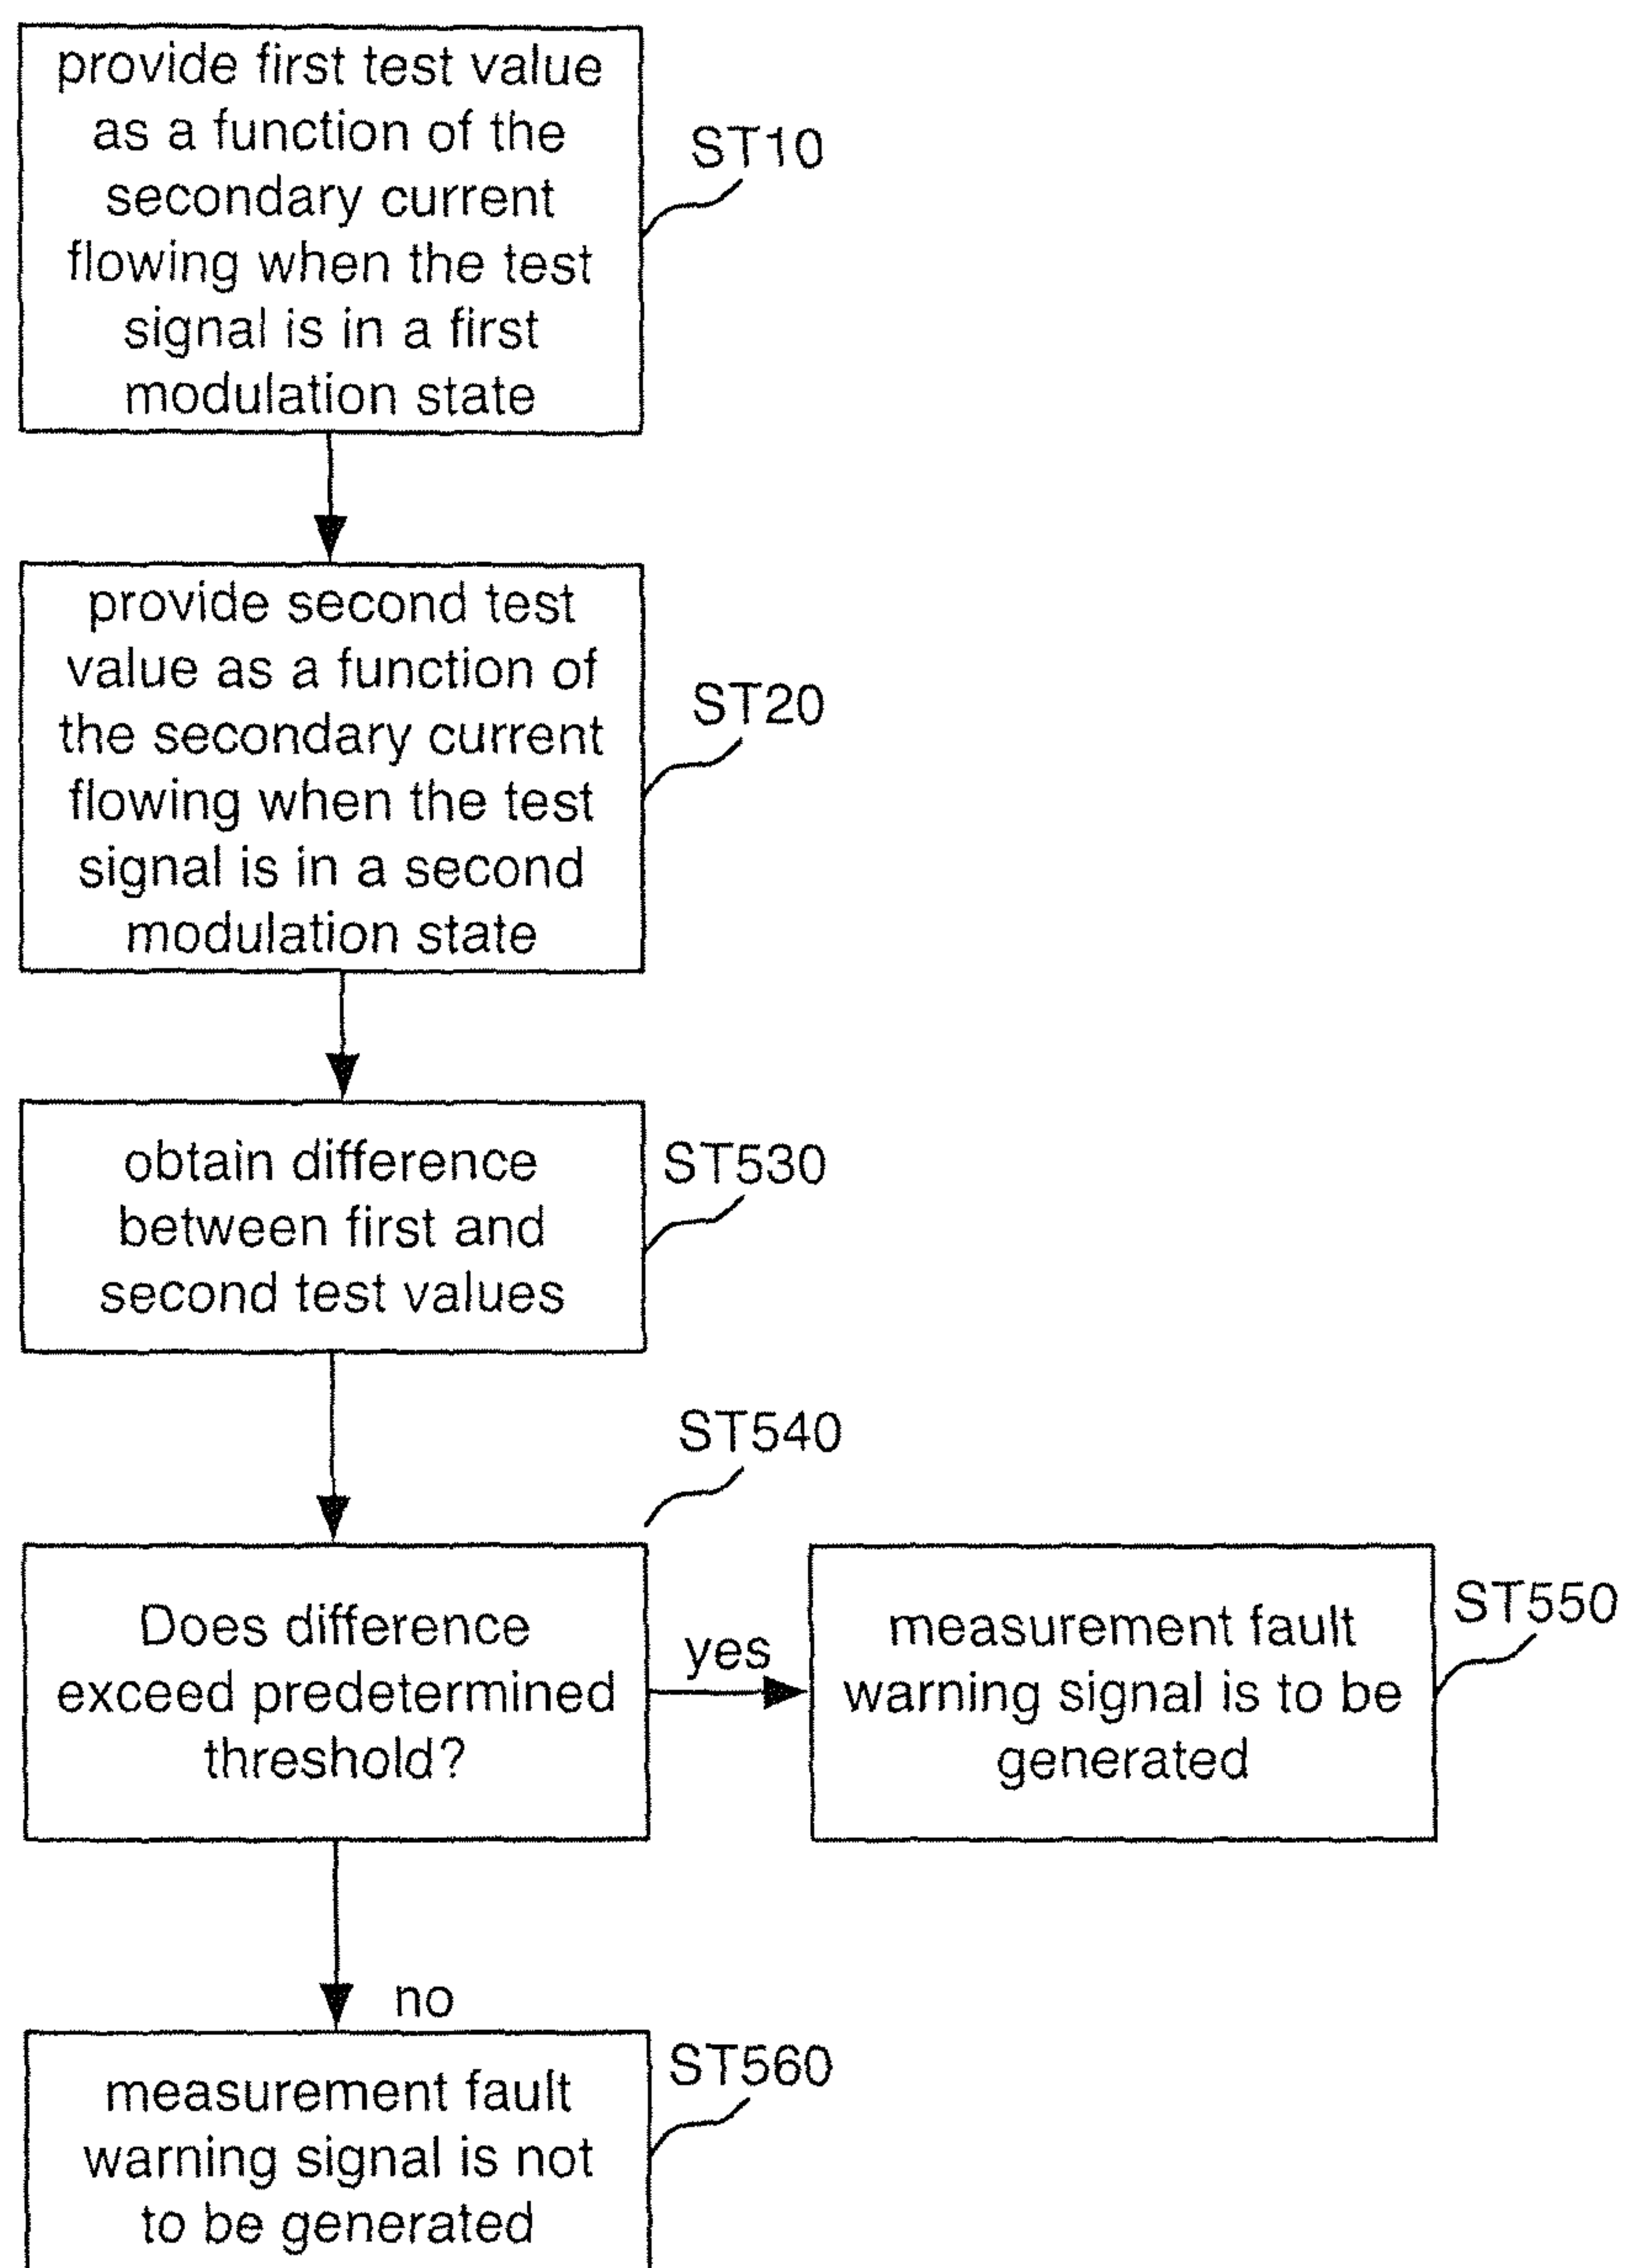 provide first test value
as a function of the
secondary current
flowing when the test
signal is in a first
modulation state
ST10
provide second test
value as a function of
the secondary current
flowing when the test
signal is in a second
modulation state
ST20
obtain difference
between first and
second test values
ST530
ST540
Does difference
exceed predetermined
threshold?
yes
measurement fault
warning signal is to be
generated
ST550
no
measurement fault
warning signal is not
to be generated
ST560